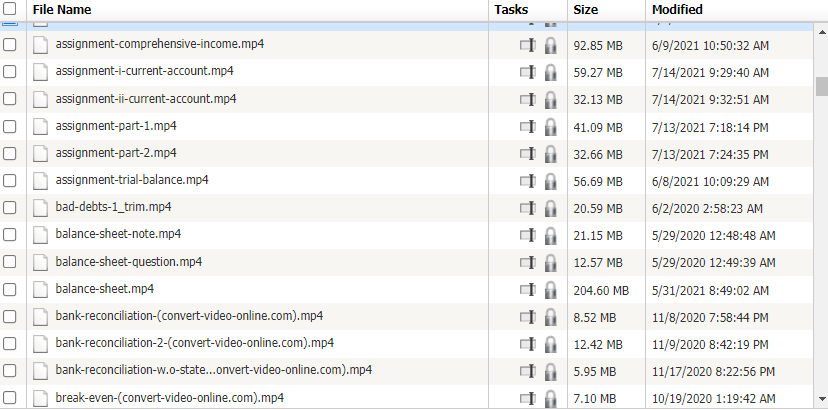 File Name Tasks Size Modified
assignment-comprehensive-income.mp4 92.85 MB 6/9/2021 10:50:32 AM
assignment-i-current-account.mp4 59.27 MB 7/14/2021 9:29:40 AM
assignment-ii-current-account.mp4 32.13 MB 7/14/2021 9:32:51 AM
assignment-part-1.mp4 41.09 MB 7/13/2021 7:18:14 PM
assignment-part-2.mp4 32.66 MB 7/13/2021 7:24:35 PM
assignment-trial-balance.mp4 56.69 MB 6/8/2021 10:09:29 AM
bad-debts-1_trim.mp4 20.59 MB 6/2/2020 2:58:23 AM
balance-sheet-note.mp4 21.15 MB 5/29/2020 12:48:48 AM
balance-sheet-question.mp4 12.57 MB 5/29/2020 12:49:39 AM
balance-sheet.mp4 204.60 MB 5/31/2021 8:49:02 AM
bank-reconciliation-(convert-video-online.com).mp4 8.52 MB 11/8/2020 7:58:44 PM
bank-reconciliation-2-(convert-video-online.com).mp4 12.42 MB 11/9/2020 8:42:19 PM
bank-reconciliation-w.o-state...onvert-video-online.com).mp4 5.95 MB 11/17/2020 8:22:56 PM
break-even-(convert-video-online.com).mp4 7.10 MB 10/19/2020 1:19:42 AM